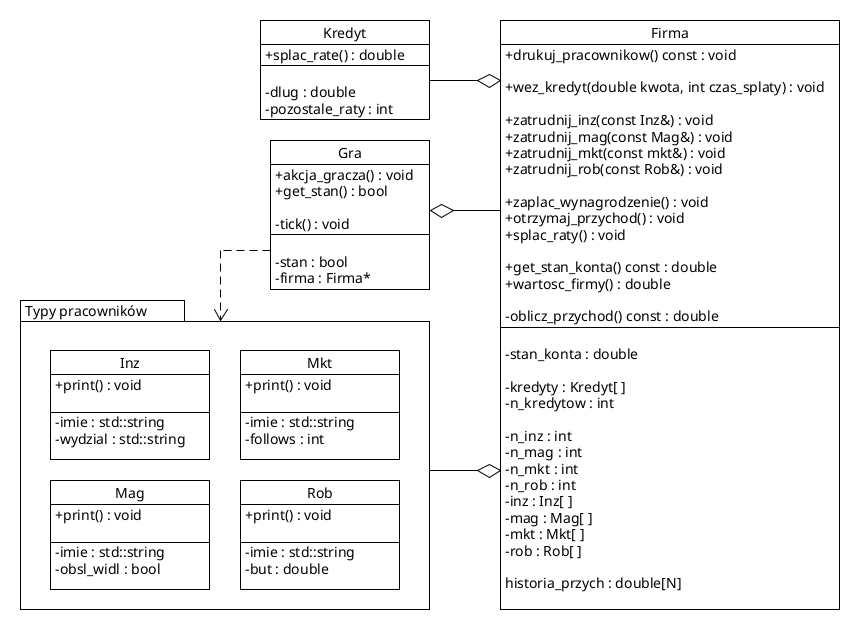 Kredyt
+splac_rate() : double
-dlug : double
-pozostale_raty : int
Gra
+akcja_gracza() : void
+get_stan() : bool
-tick() : void
-stan : bool
-firma : Firma*
Typy pracowników
Inz
+print() : void
-imie : std::string
-wydzial : std::string
Mkt
+print() : void
-imie : std::string
-follows : int
Mag
+print() : void
-imie : std::string
-obsl_widl : bool
Rob
+print() : void
-imie : std::string
-but : double
Firma
+drukuj_pracownikow() const : void
+wez_kredyt(double kwota, int czas_splaty) : void
+zatrudnij_inz(const Inz&) : void
+zatrudnij_mag(const Mag&) : void
+zatrudnij_mkt(const mkt&) : void
+zatrudnij_rob(const Rob&) : void
+zaplac_wynagrodzenie() : void
+otrzymaj_przychod() : void
+splac_raty() : void
+get_stan_konta() const : double
+wartosc_firmy() : double
-oblicz_przychod() const : double
-stan_konta : double
-kredyty : Kredyt[ ]
-n_kredytow : int
-n_inz : int
-n_mag : int
-n_mkt : int
-n_rob : int
-inz : Inz[ ]
-mag : Mag[ ]
-mkt : Mkt[ ]
-rob : Rob[ ]
historia_przych : double[N]